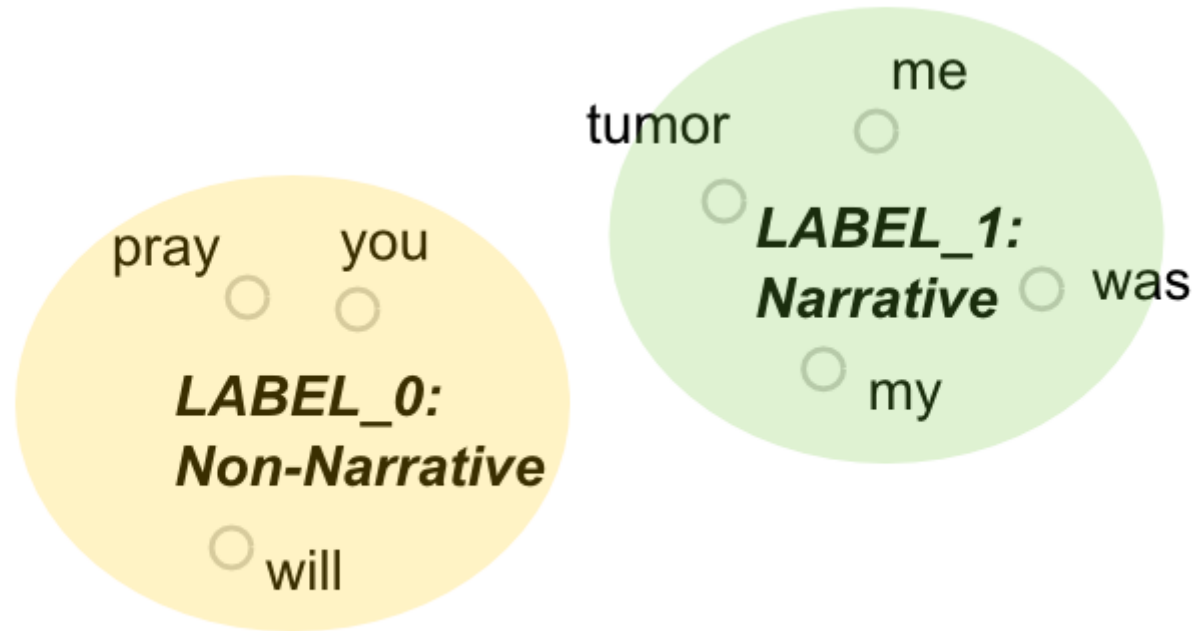 me
tumor
LABEL_1:
Narrative
was
my
pray
you
LABEL_0:
Non-Narrative
will